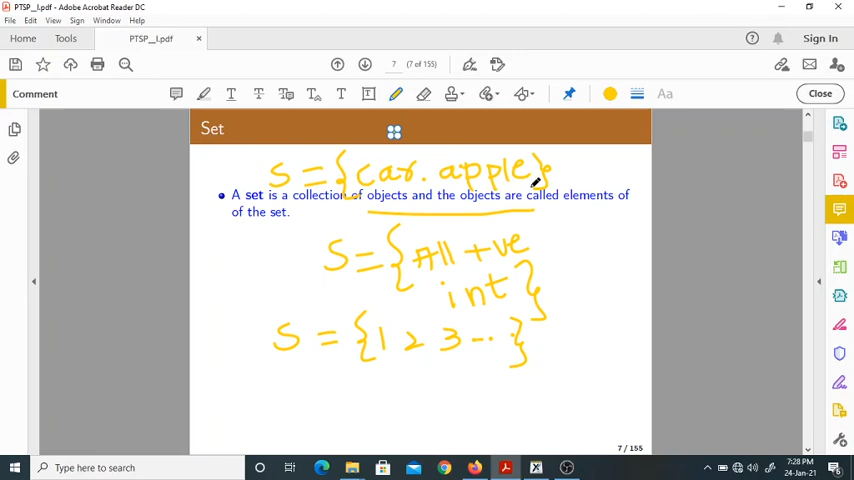 PTSP__I.pdf - Adobe Acrobat Reader DC
File Edit View Sign Window Help
Home Tools PTSP__I.pdf × Sign In
7 (7 of 155)
Comment Close
Set
S = {car. apple}
A set is a collection of objects and the objects are called elements of
of the set.
S = {All +ve
int}
S = {1 2 3 ...}
7 / 155
Type here to search
7:28 PM
24-Jan-21